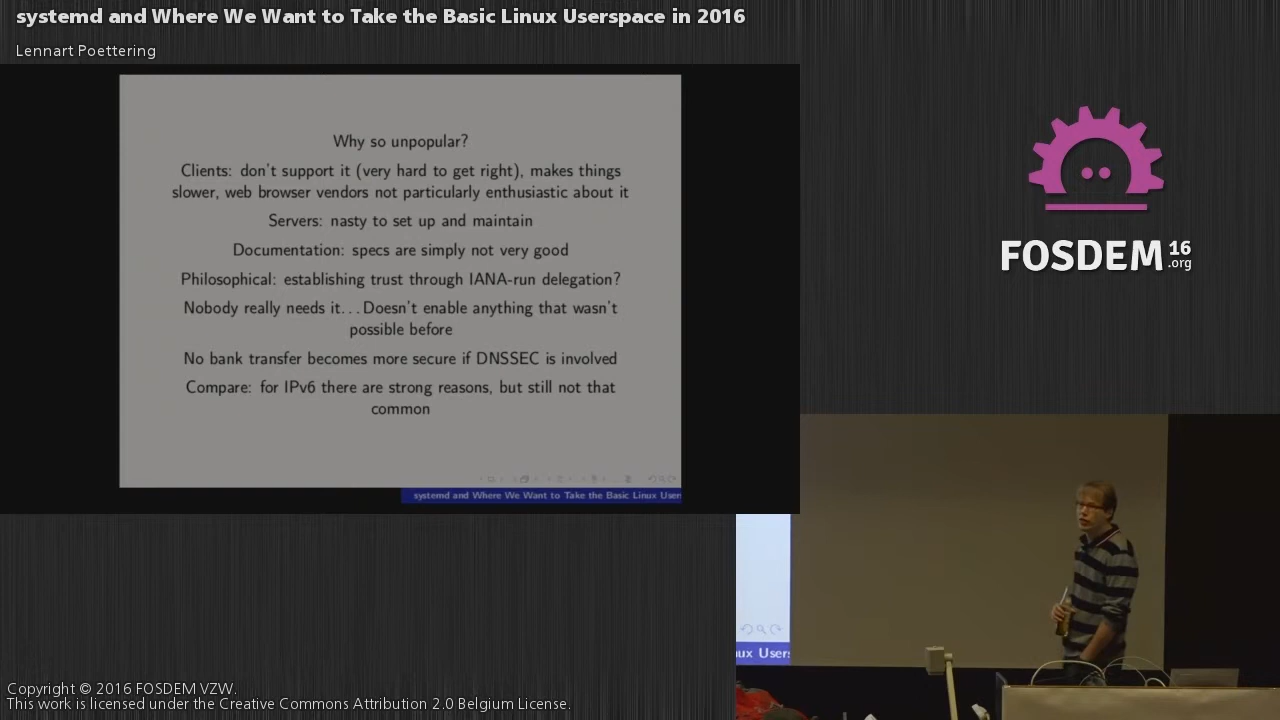 systemd and Where We Want to Take the Basic Linux Userspace in 2016
Lennart Poettering
Why so unpopular?
Clients: don't support it (very hard to get right), makes things
slower, web browser vendors not particularly enthusiastic about it
Servers: nasty to set up and maintain
Documentation: specs are simply not very good
Philosophical: establishing trust through IANA-run delegation?
Nobody really needs it...Doesn't enable anything that wasn't
possible before
No bank transfer becomes more secure if DNSSEC is involved
Compare: for IPv6 there are strong reasons, but still not that
common
systemd and Where We Want to Take the Basic Linux User
FOSDEM 16
.org
nux Users
Copyright © 2016 FOSDEM VZW.
This work is licensed under the Creative Commons Attribution 2.0 Belgium License.